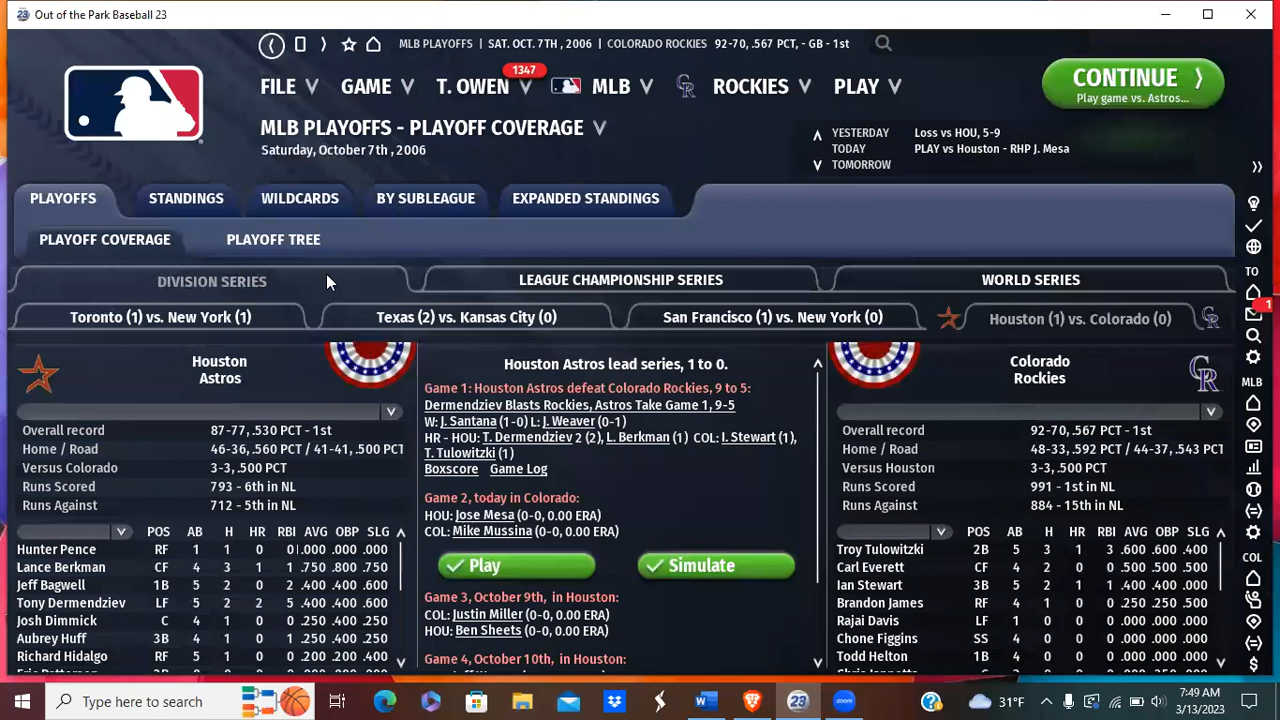 23 Out of the Park Baseball 23
MLB PLAYOFFS | SAT. OCT. 7TH , 2006 | COLORADO ROCKIES 92-70, .567 PCT, - GB - 1st
FILE GAME T. OWEN 1347 MLB ROCKIES PLAY
CONTINUE
Play game vs. Astros...
MLB PLAYOFFS - PLAYOFF COVERAGE
Saturday, October 7th , 2006
YESTERDAY Loss vs HOU, 5-9
TODAY PLAY vs Houston - RHP J. Mesa
TOMORROW
PLAYOFFS STANDINGS WILDCARDS BY SUBLEAGUE EXPANDED STANDINGS
PLAYOFF COVERAGE PLAYOFF TREE
DIVISION SERIES LEAGUE CHAMPIONSHIP SERIES WORLD SERIES
Toronto (1) vs. New York (1) Texas (2) vs. Kansas City (0) San Francisco (1) vs. New York (0) Houston (1) vs. Colorado (0)
Houston
Astros
Overall record 87-77, .530 PCT - 1st
Home / Road 46-36, .560 PCT / 41-41, .500 PCT
Versus Colorado 3-3, .500 PCT
Runs Scored 793 - 6th in NL
Runs Against 712 - 5th in NL
POS AB H HR RBI AVG OBP SLG
Hunter Pence RF 1 1 0 0 .000 .000 .000
Lance Berkman CF 4 3 1 1 .750 .800 .750
Jeff Bagwell 1B 5 2 0 0 .400 .400 .600
Tony Dermendziev LF 5 2 2 5 .400 .400 .600
Josh Dimmick C 4 1 0 0 .250 .400 .250
Aubrey Huff 3B 4 1 0 1 .250 .400 .250
Richard Hidalgo RF 5 1 0 0 .200 .200 .400
Houston Astros lead series, 1 to 0.
Game 1: Houston Astros defeat Colorado Rockies, 9 to 5:
Dermendziev Blasts Rockies, Astros Take Game 1, 9-5
W: J. Santana (1-0) L: J. Weaver (0-1)
HR - HOU: T. Dermendziev 2 (2), L. Berkman (1) COL: I. Stewart (1),
T. Tulowitzki (1)
Boxscore Game Log
Game 2, today in Colorado:
HOU: Jose Mesa (0-0, 0.00 ERA)
COL: Mike Mussina (0-0, 0.00 ERA)
Play Simulate
Game 3, October 9th, in Houston:
COL: Justin Miller (0-0, 0.00 ERA)
HOU: Ben Sheets (0-0, 0.00 ERA)
Game 4, October 10th, in Houston:
Colorado
Rockies
Overall record 92-70, .567 PCT - 1st
Home / Road 48-33, .592 PCT / 44-37, .543 PCT
Versus Houston 3-3, .500 PCT
Runs Scored 991 - 1st in NL
Runs Against 884 - 15th in NL
POS AB H HR RBI AVG OBP SLG
Troy Tulowitzki 2B 5 3 1 3 .600 .600 .400
Carl Everett CF 4 2 0 0 .500 .600 .500
Ian Stewart 3B 5 2 1 1 .400 .400 .000
Brandon James RF 4 1 0 0 .250 .250 .500
Rajai Davis LF 1 0 0 0 .000 .000 .000
Chone Figgins SS 4 0 0 0 .000 .000 .000
Todd Helton 1B 4 0 0 0 .000 .000 .000
TO
1
MLB
COL
Type here to search
31°F
7:49 AM
3/13/2023